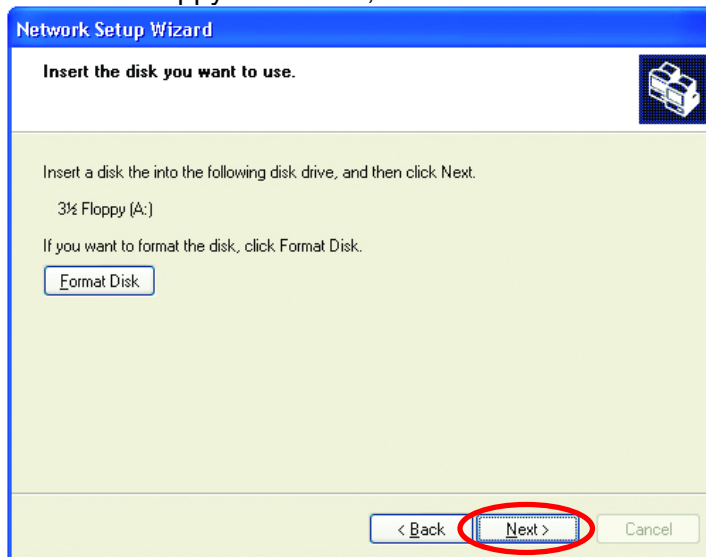 Network Setup Wizard
Insert the disk you want to use.
Insert a disk the into the following disk drive, and then click Next.
3½ Floppy (A:)
If you want to format the disk, click Format Disk.
Format Disk
< Back Next > Cancel